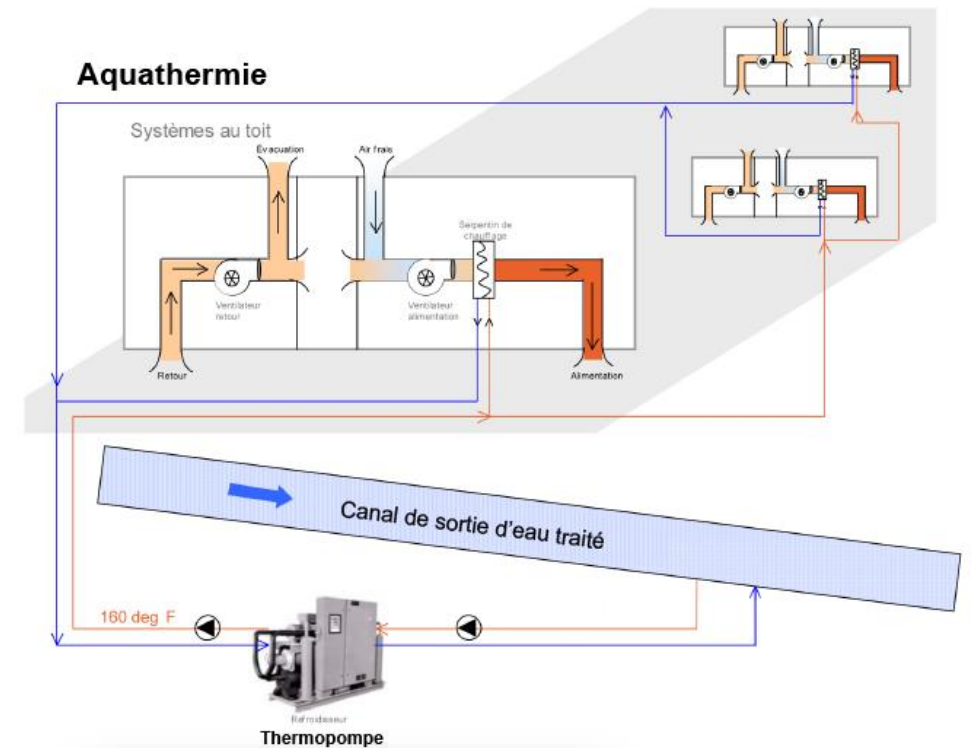 Aquathermie
Systèmes au toit
Évacuation
Air frais
Serpentin de
chauffage
Ventilateur
retour
Ventilateur
alimentation
Retour
Alimentation
Canal de sortie d'eau traité
160 deg F
Refroidisseur
Thermopompe